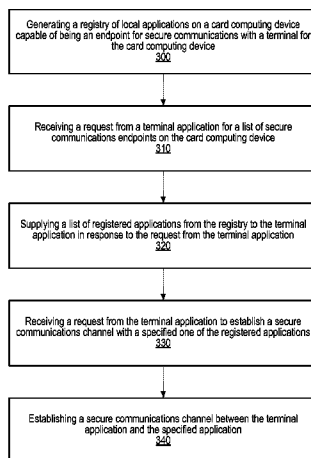 Generating a registry of local applications on a card computing device
capable of being an endpoint for secure communications with a terminal for
the card computing device
300
Receiving a request from a terminal application for a list of secure
communications endpoints on the card computing device
310
Supplying a list of registered applications from the registry to the terminal
application in response to the request from the terminal application
320
Receiving a request from the terminal application to establish a secure
communications channel with a specified one of the registered applications
330
Establishing a secure communications channel between the terminal
application and the specified application
340